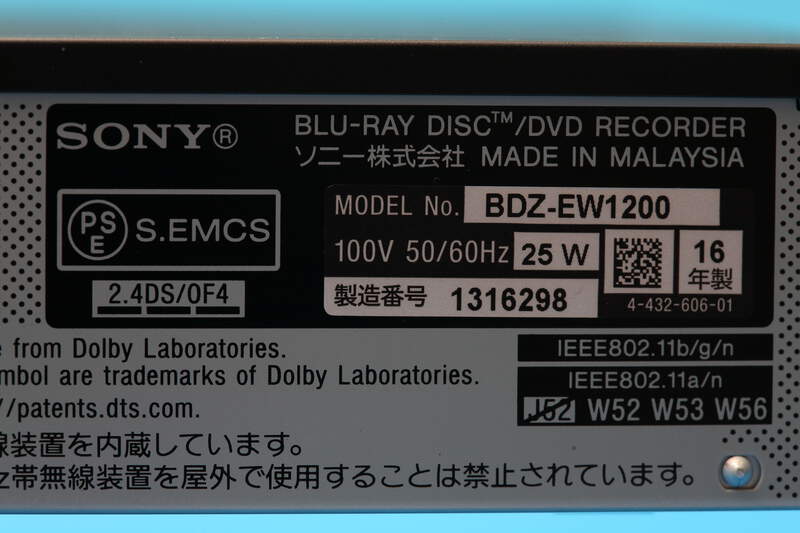 SONY®
BLU-RAY DISC™/DVD RECORDER
ソニー株式会社 MADE IN MALAYSIA
PSE
S.EMCS
2.4DS/OF4
MODEL No. BDZ-EW1200
100V 50/60Hz 25 W
16年製
製造番号 1316298
4-432-606-01
from Dolby Laboratories.
mbol are trademarks of Dolby Laboratories.
//patents.dts.com.
装置を内蔵しています。
z帯無線装置を屋外で使用することは禁止されています。
IEEE802.11b/g/n
IEEE802.11a/n
J52 W52 W53 W56